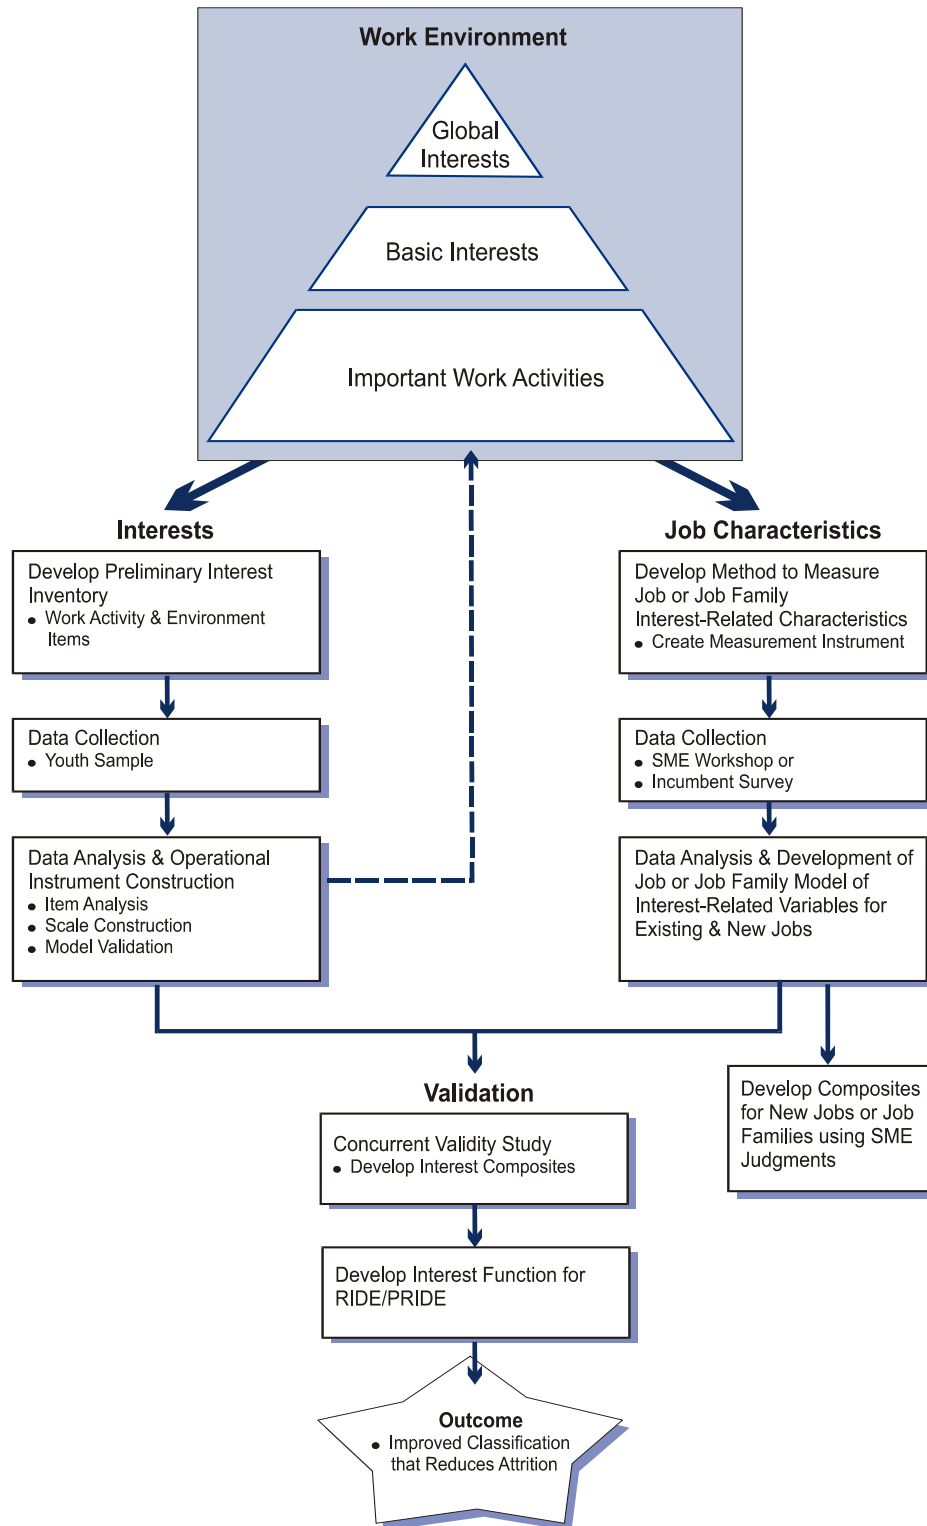 Work Environment
Global
Interests
Basic Interests
Important Work Activities
Interests
Develop Preliminary Interest
Inventory
• Work Activity & Environment
Items
Data Collection
• Youth Sample
Data Analysis & Operational
Instrument Construction
• Item Analysis
• Scale Construction
• Model Validation
Job Characteristics
Develop Method to Measure
Job or Job Family
Interest-Related Characteristics
• Create Measurement Instrument
Data Collection
• SME Workshop or
• Incumbent Survey
Data Analysis & Development of
Job or Job Family Model of
Interest-Related Variables for
Existing & New Jobs
Develop Composites
for New Jobs or Job
Families using SME
Judgments
Validation
Concurrent Validity Study
• Develop Interest Composites
Develop Interest Function for
RIDE/PRIDE
Outcome
• Improved Classification
that Reduces Attrition